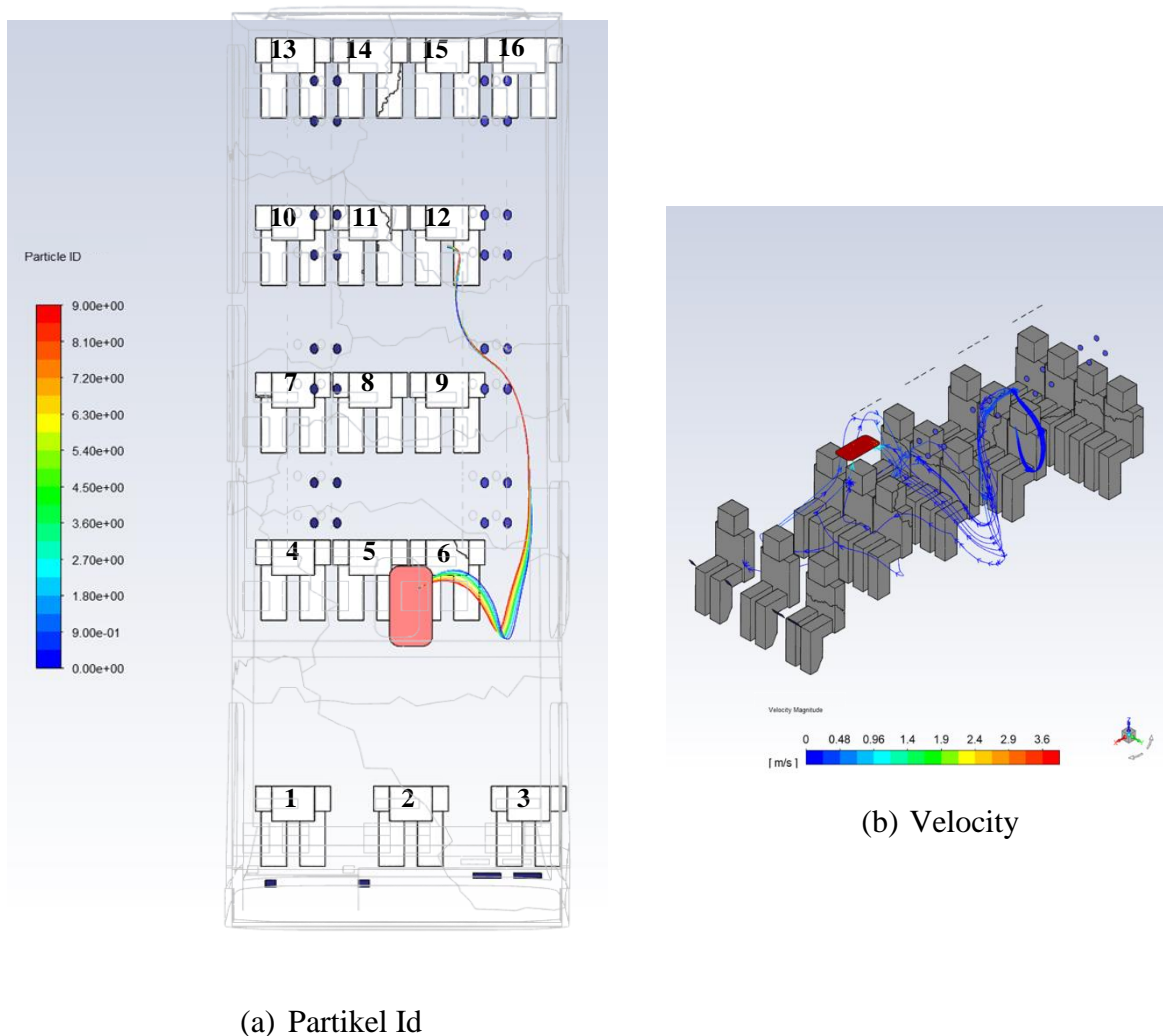 13 14 15 16
10 11 12
Particle ID
9.00e+00
8.10e+00
7.20e+00
6.30e+00
5.40e+00
4.50e+00
3.60e+00
2.70e+00
1.80e+00
9.00e-01
0.00e+00
7 8 9
4 5 6
1 2 3
(a) Partikel Id
Velocity Magnitude
0 0.48 0.96 1.4 1.9 2.4 2.9 3.6
[ m/s ]
(b) Velocity